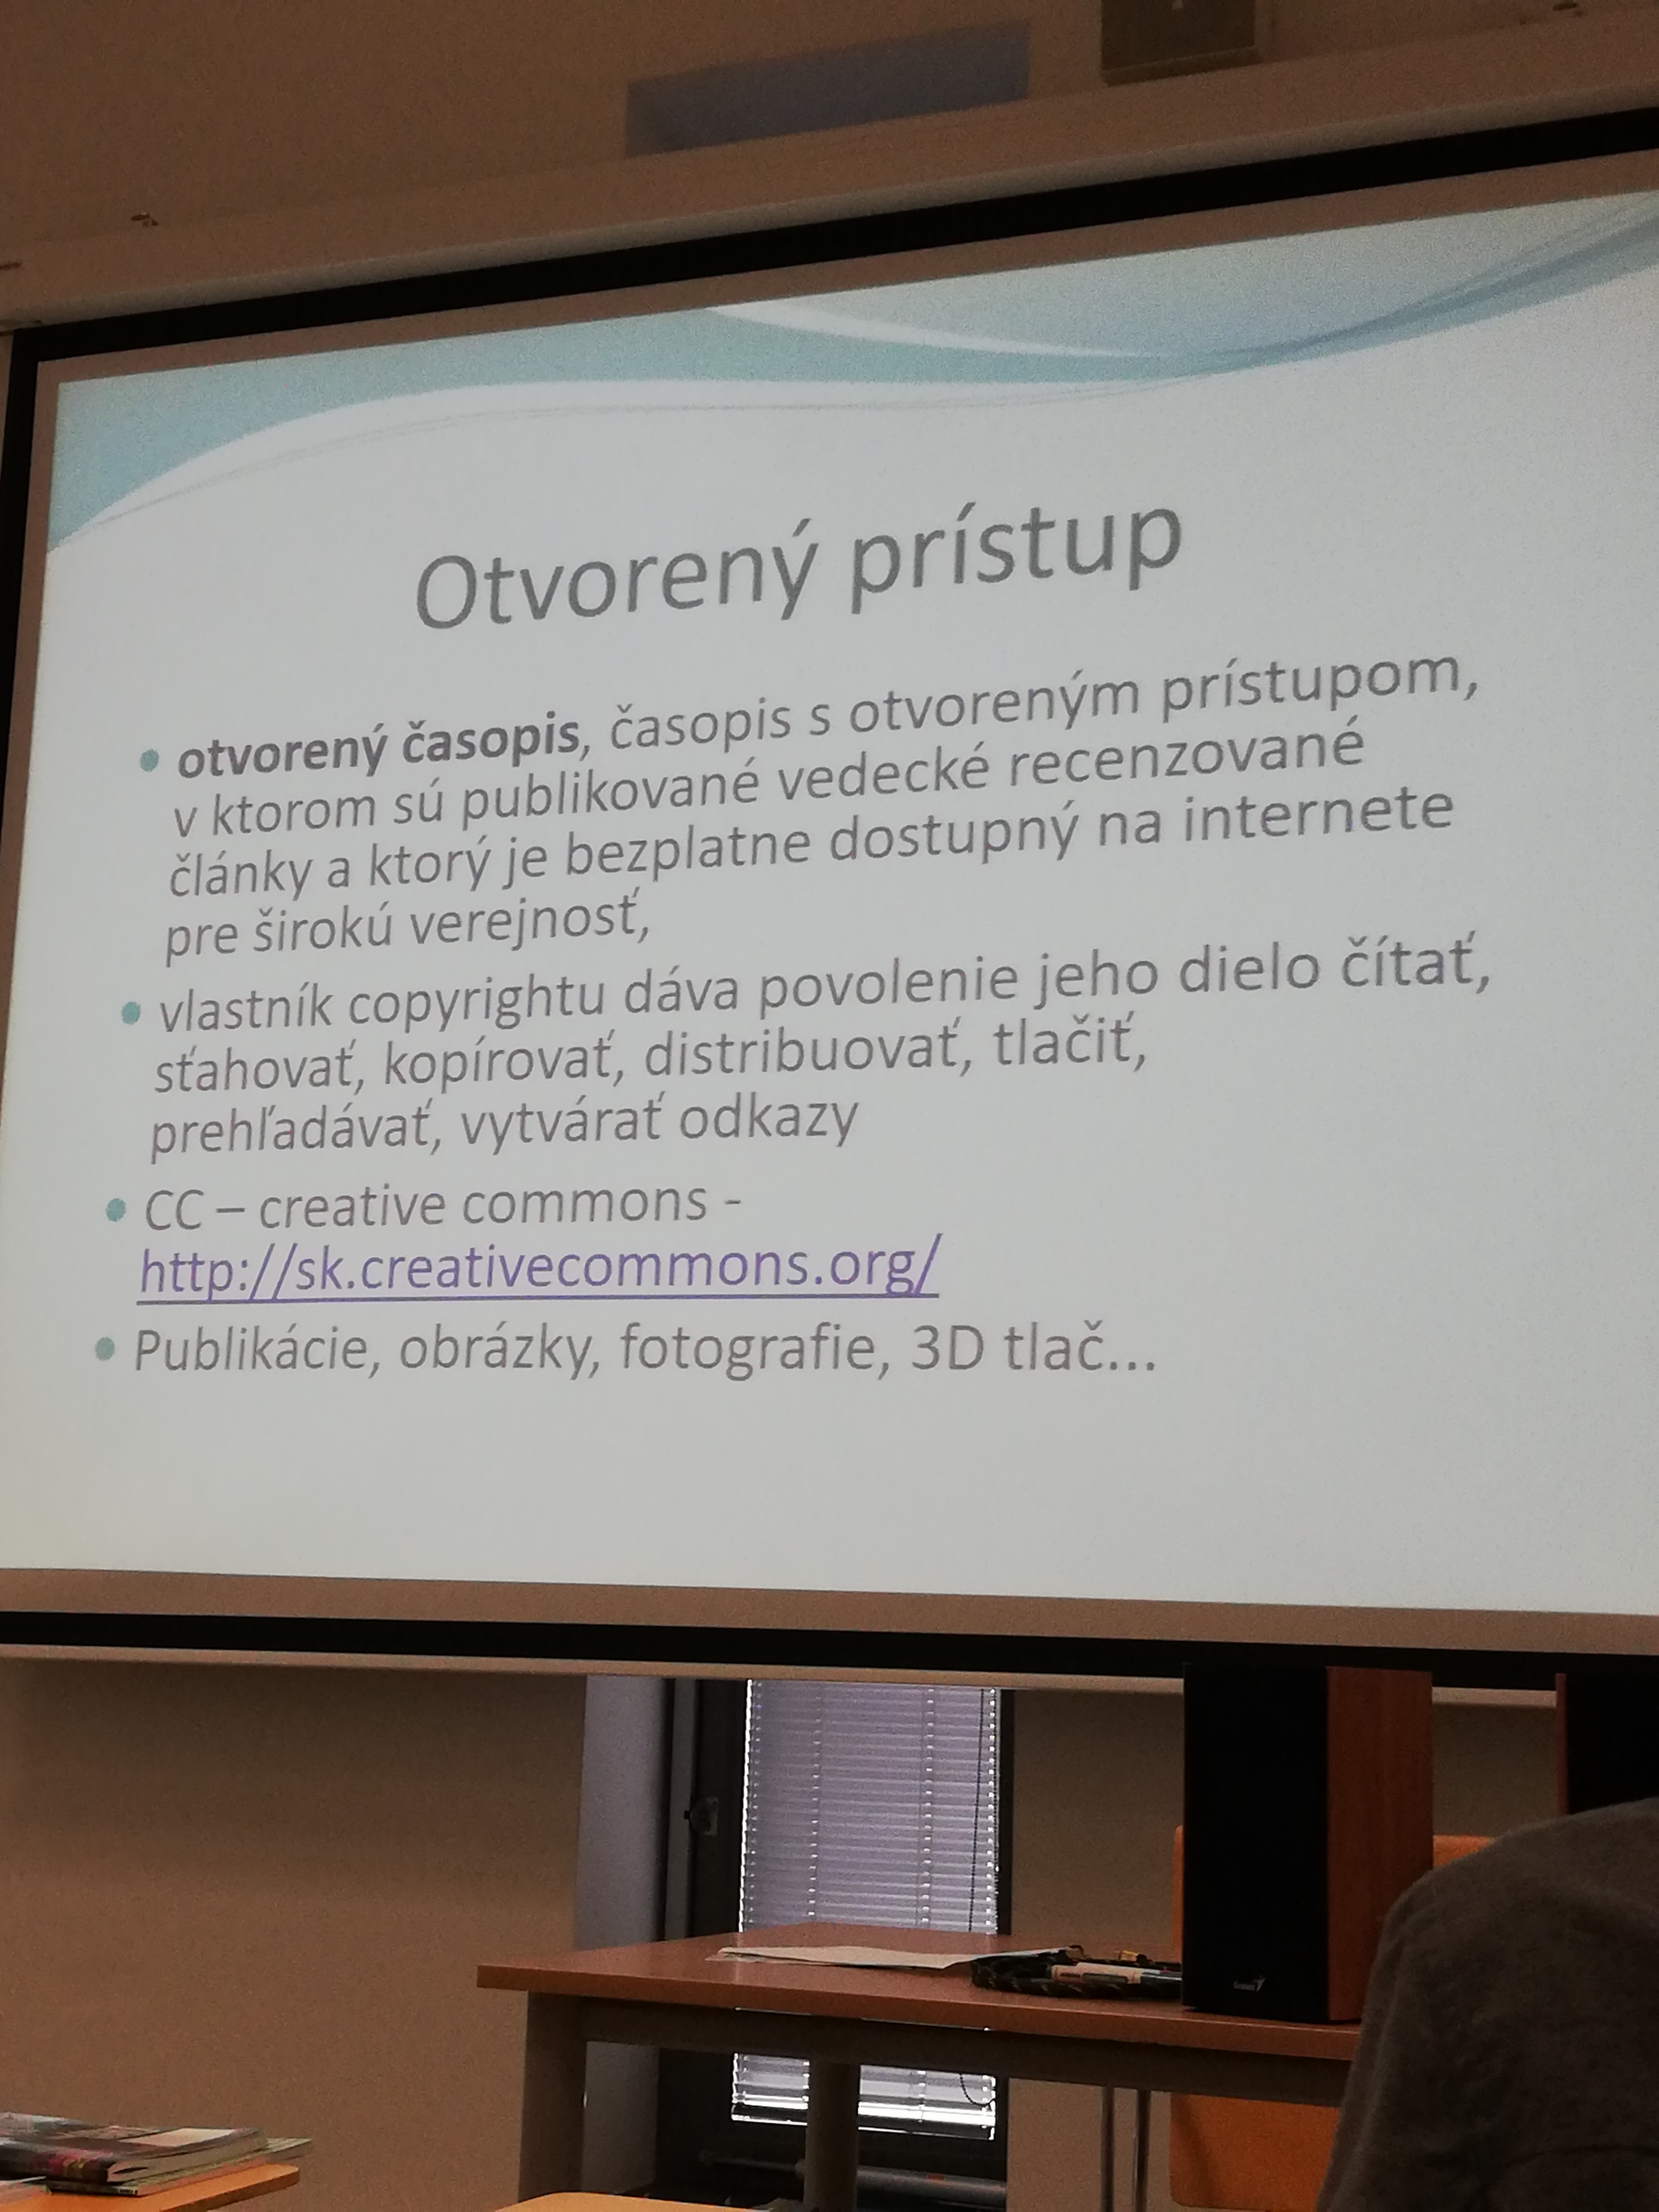 Otvorený prístup
• otvorený časopis, časopis s otvoreným prístupom,
v ktorom sú publikované vedecké recenzované
články a ktorý je bezplatne dostupný na internete
pre širokú verejnosť,
• vlastník copyrightu dáva povolenie jeho dielo čítať,
sťahovať, kopírovať, distribuovať, tlačiť,
prehľadávať, vytvárať odkazy
• CC – creative commons -
http://sk.creativecommons.org/
• Publikácie, obrázky, fotografie, 3D tlač...